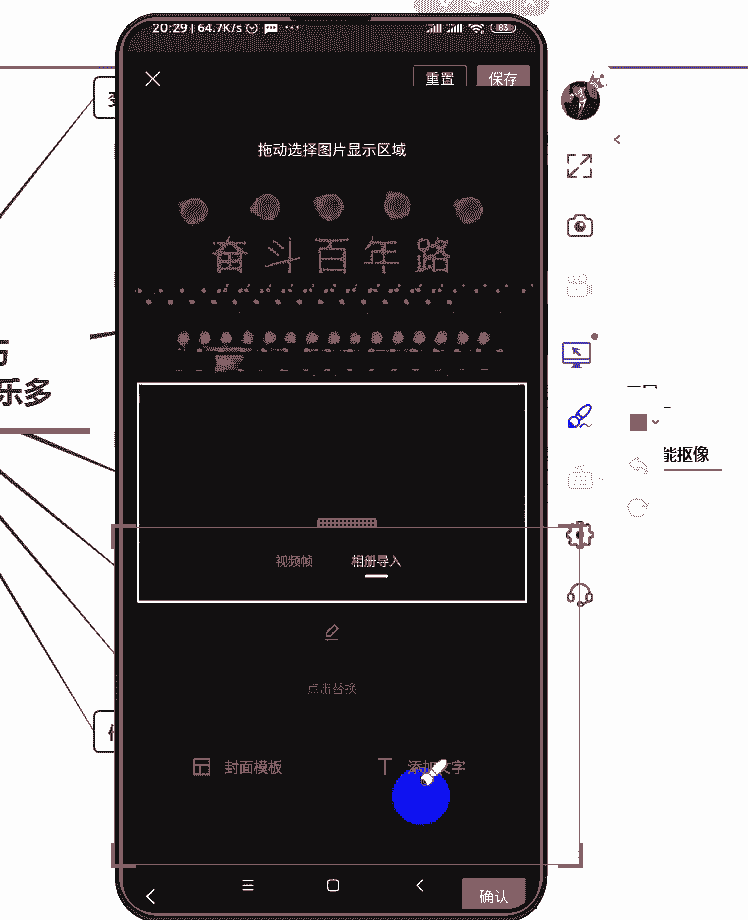 20:29 | 64.7K/s
83
重置
保存
拖动选择图片显示区域
奋斗百年路
乐多
能抠像
视频帧
相册导入
点击替换
封面模板
添加文字
确认